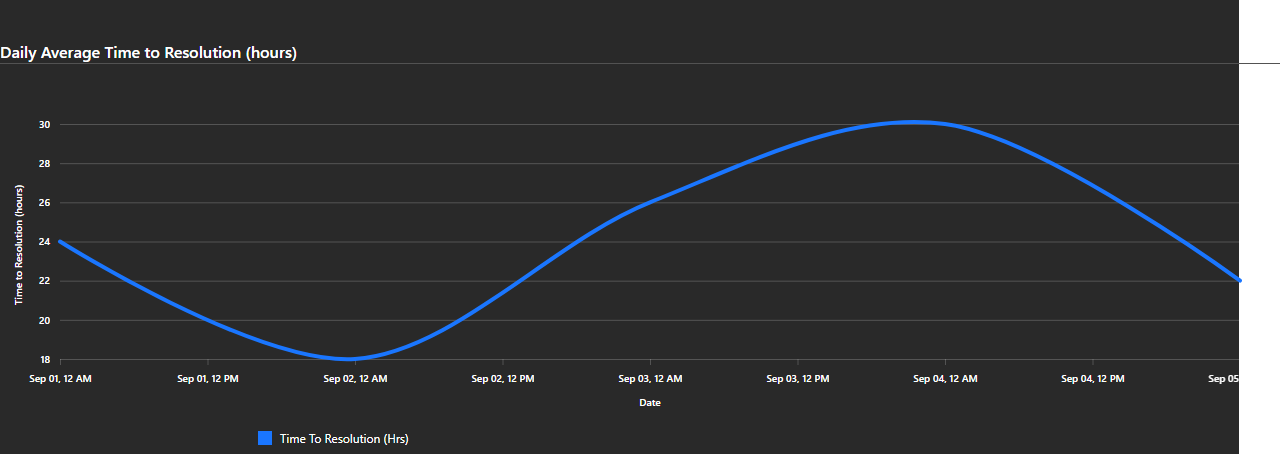 Daily Average Time to Resolution (hours)
30
28
26
24
22
20
18
Time to Resolution (hours)
Sep 01, 12 AM Sep 01, 12 PM Sep 02, 12 AM Sep 02, 12 PM Sep 03, 12 AM Sep 03, 12 PM Sep 04, 12 AM Sep 04, 12 PM Sep 05
Date
Time To Resolution (Hrs)